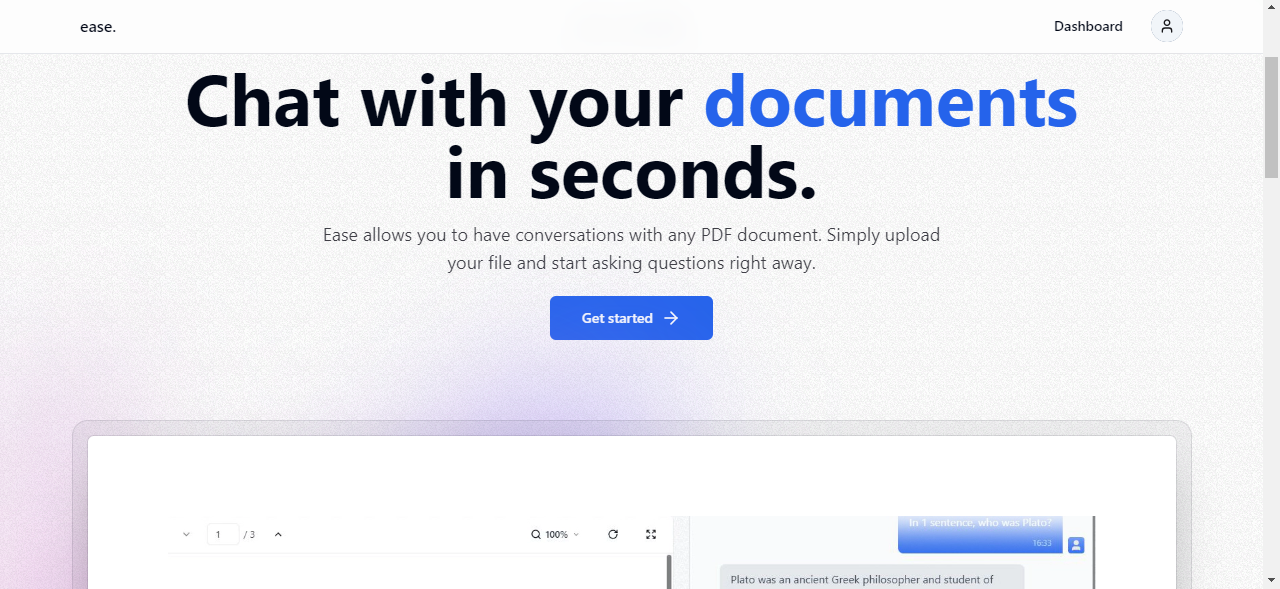 ease.
Dashboard
Chat with your documents
in seconds.
Ease allows you to have conversations with any PDF document. Simply upload
your file and start asking questions right away.
Get started
1 / 3
100%
in 1 sentence, who was Plato?
16:33
Plato was an ancient Greek philosopher and student of